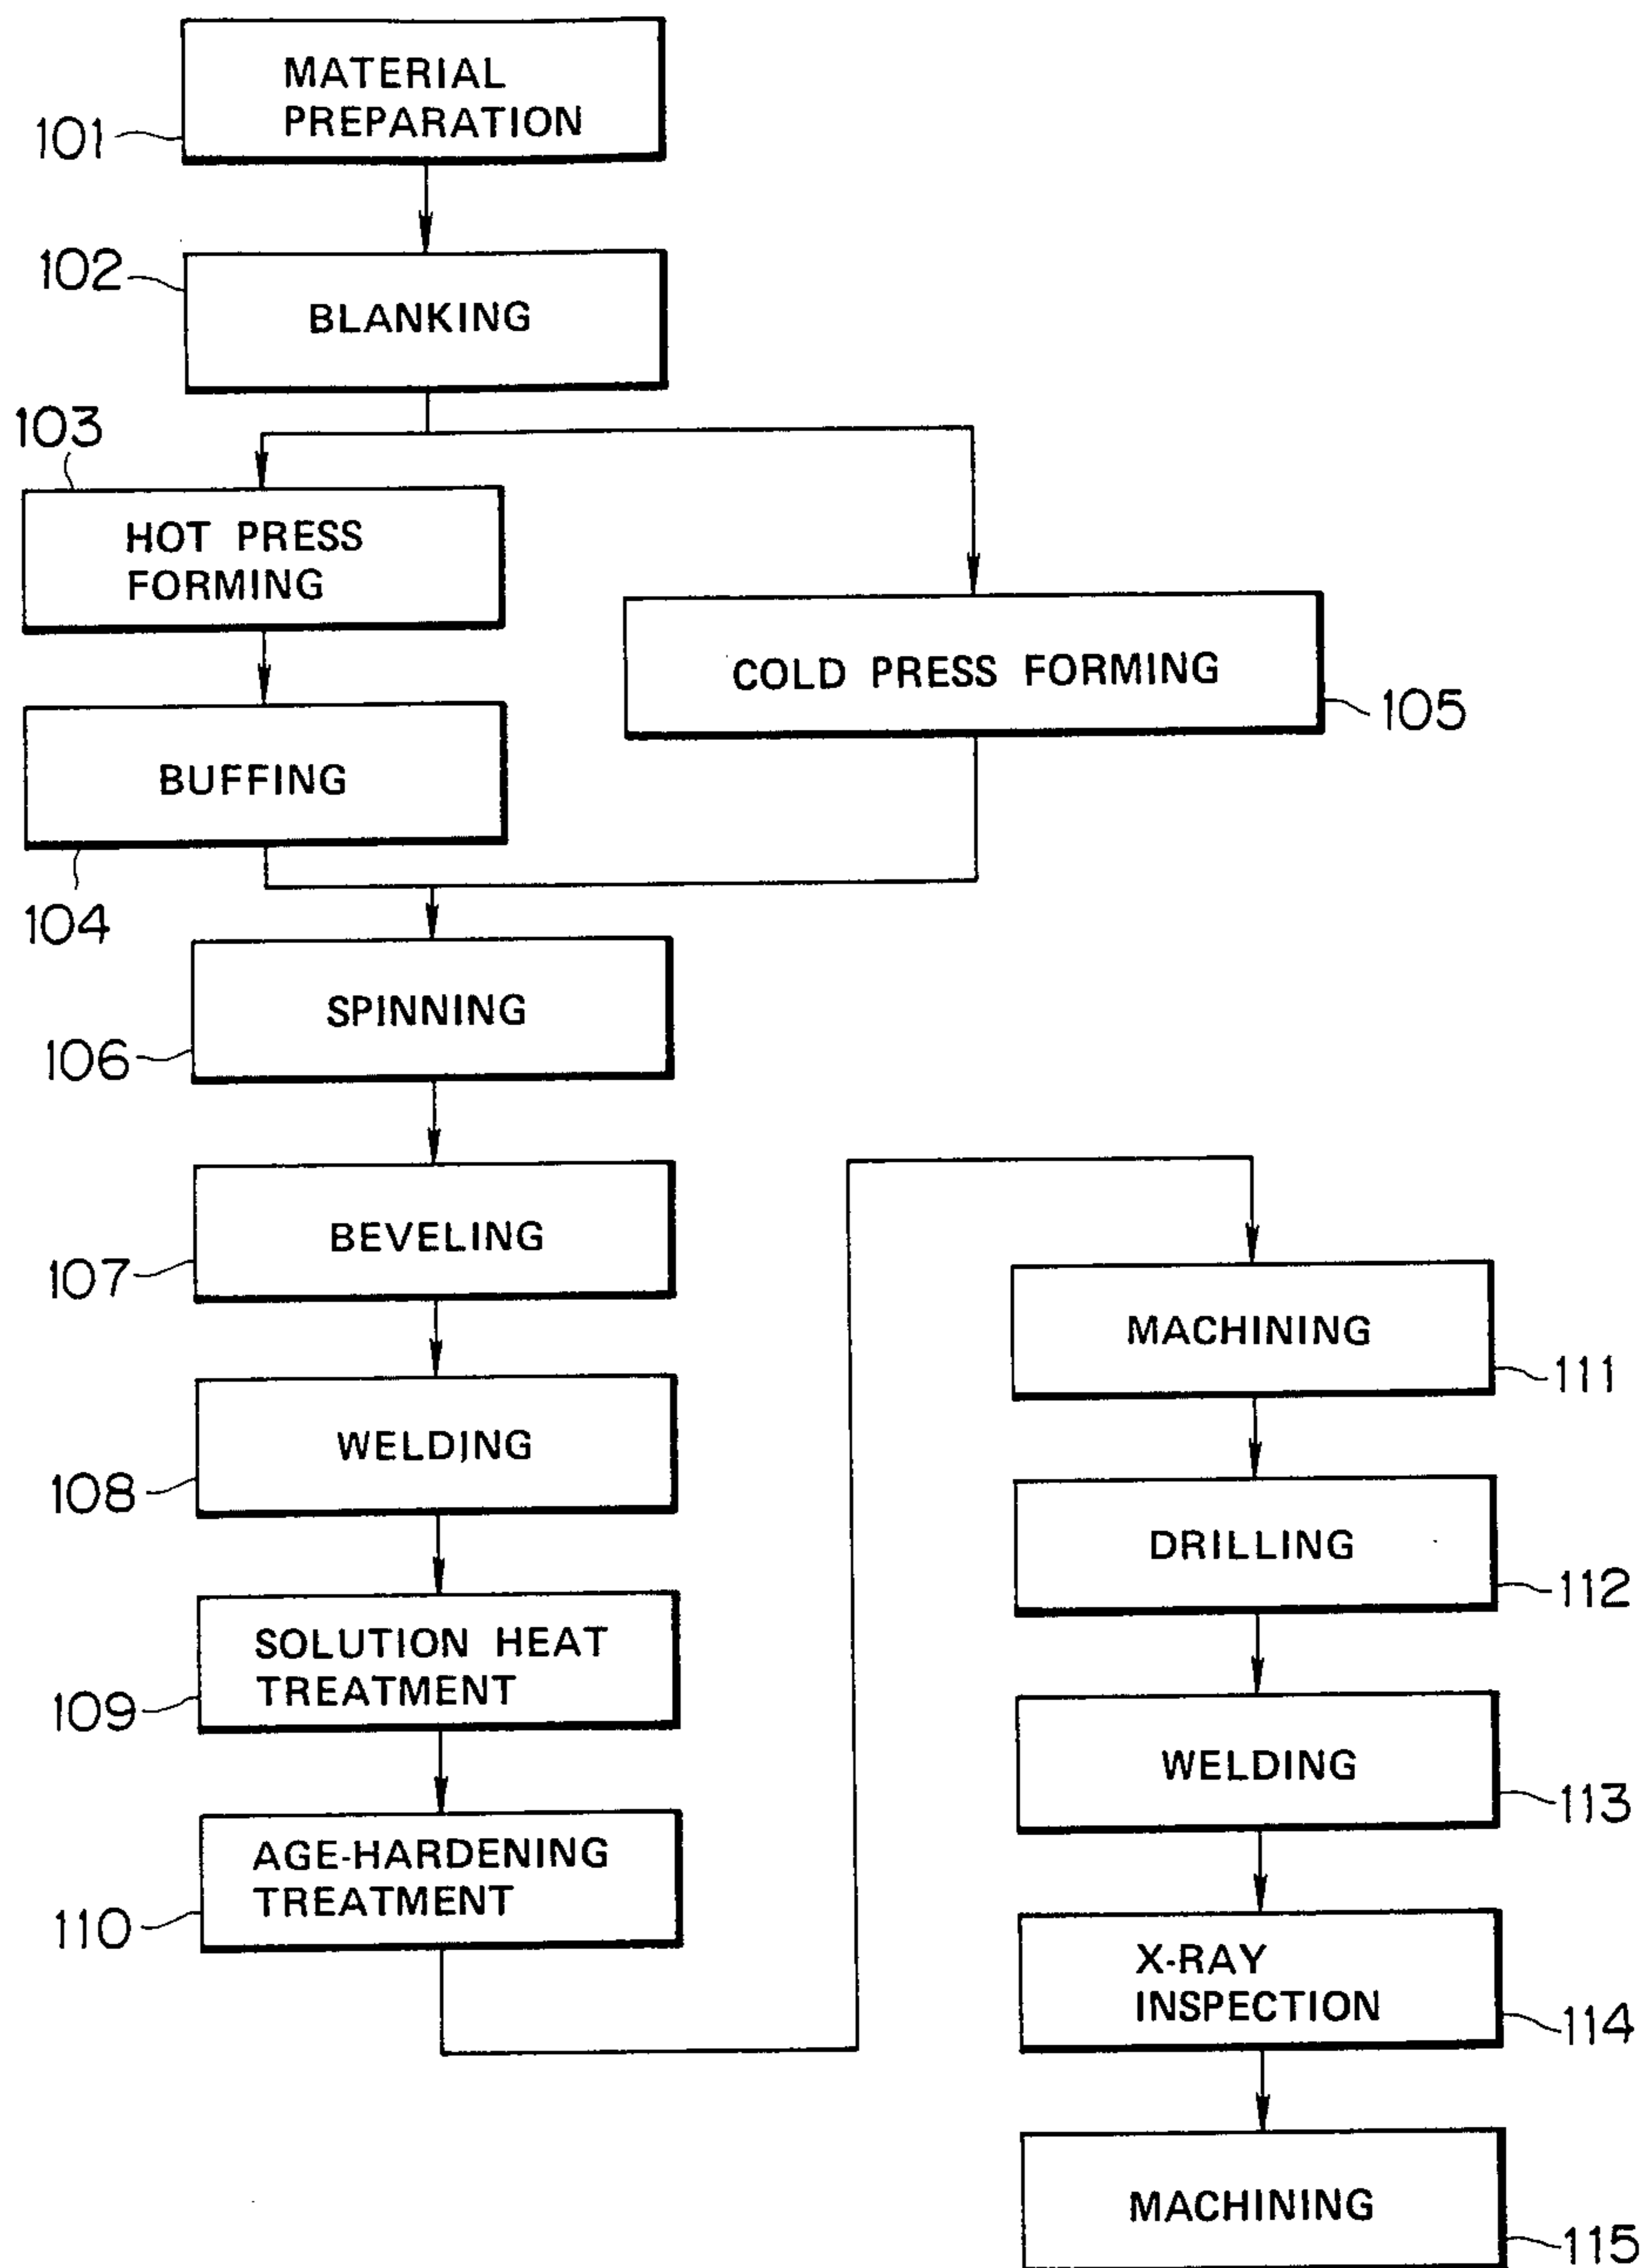 MATERIAL
PREPARATION
101
102
BLANKING
103
HOT PRESS
FORMING
COLD PRESS FORMING
105
BUFFING
104
SPINNING
106
BEVELING
107
WELDING
108
SOLUTION HEAT
TREATMENT
109
AGE-HARDENING
TREATMENT
110
MACHINING
111
DRILLING
112
WELDING
113
X-RAY
INSPECTION
114
MACHINING
115